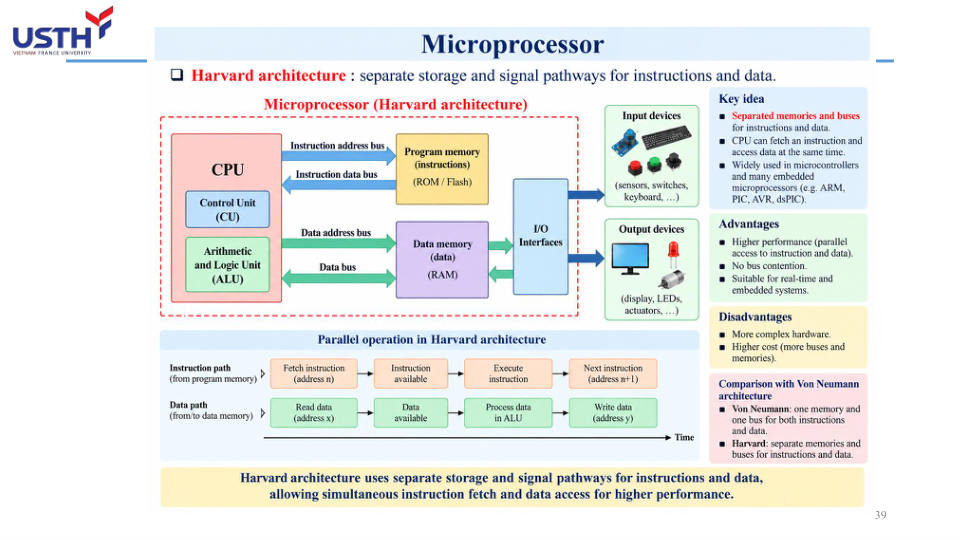 USTH
VIETNAM FRANCE UNIVERSITY
Microprocessor
Harvard architecture : separate storage and signal pathways for instructions and data.
Microprocessor (Harvard architecture)
CPU
Control Unit
(CU)
Arithmetic
and Logic Unit
(ALU)
Instruction address bus
Instruction data bus
Data address bus
Data bus
Program memory
(instructions)
(ROM / Flash)
Data memory
(data)
(RAM)
I/O
Interfaces
Input devices
(sensors, switches,
keyboard, …)
Output devices
(display, LEDs,
actuators, …)
Key idea
Separated memories and buses
for instructions and data.
CPU can fetch an instruction and
access data at the same time.
Widely used in microcontrollers
and many embedded
microprocessors (e.g. ARM,
PIC, AVR, dsPIC).
Advantages
Higher performance (parallel
access to instruction and data).
No bus contention.
Suitable for real-time and
embedded systems.
Disadvantages
More complex hardware.
Higher cost (more buses and
memories).
Comparison with Von Neumann
architecture
Von Neumann: one memory and
one bus for both instructions
and data.
Harvard: separate memories and
buses for instructions and data.
Parallel operation in Harvard architecture
Instruction path
(from program memory)
Fetch instruction
(address n)
Instruction
available
Execute
instruction
Next instruction
(address n+1)
Data path
(from/to data memory)
Read data
(address x)
Data
available
Process data
in ALU
Write data
(address y)
Time
Harvard architecture uses separate storage and signal pathways for instructions and data,
allowing simultaneous instruction fetch and data access for higher performance.
39